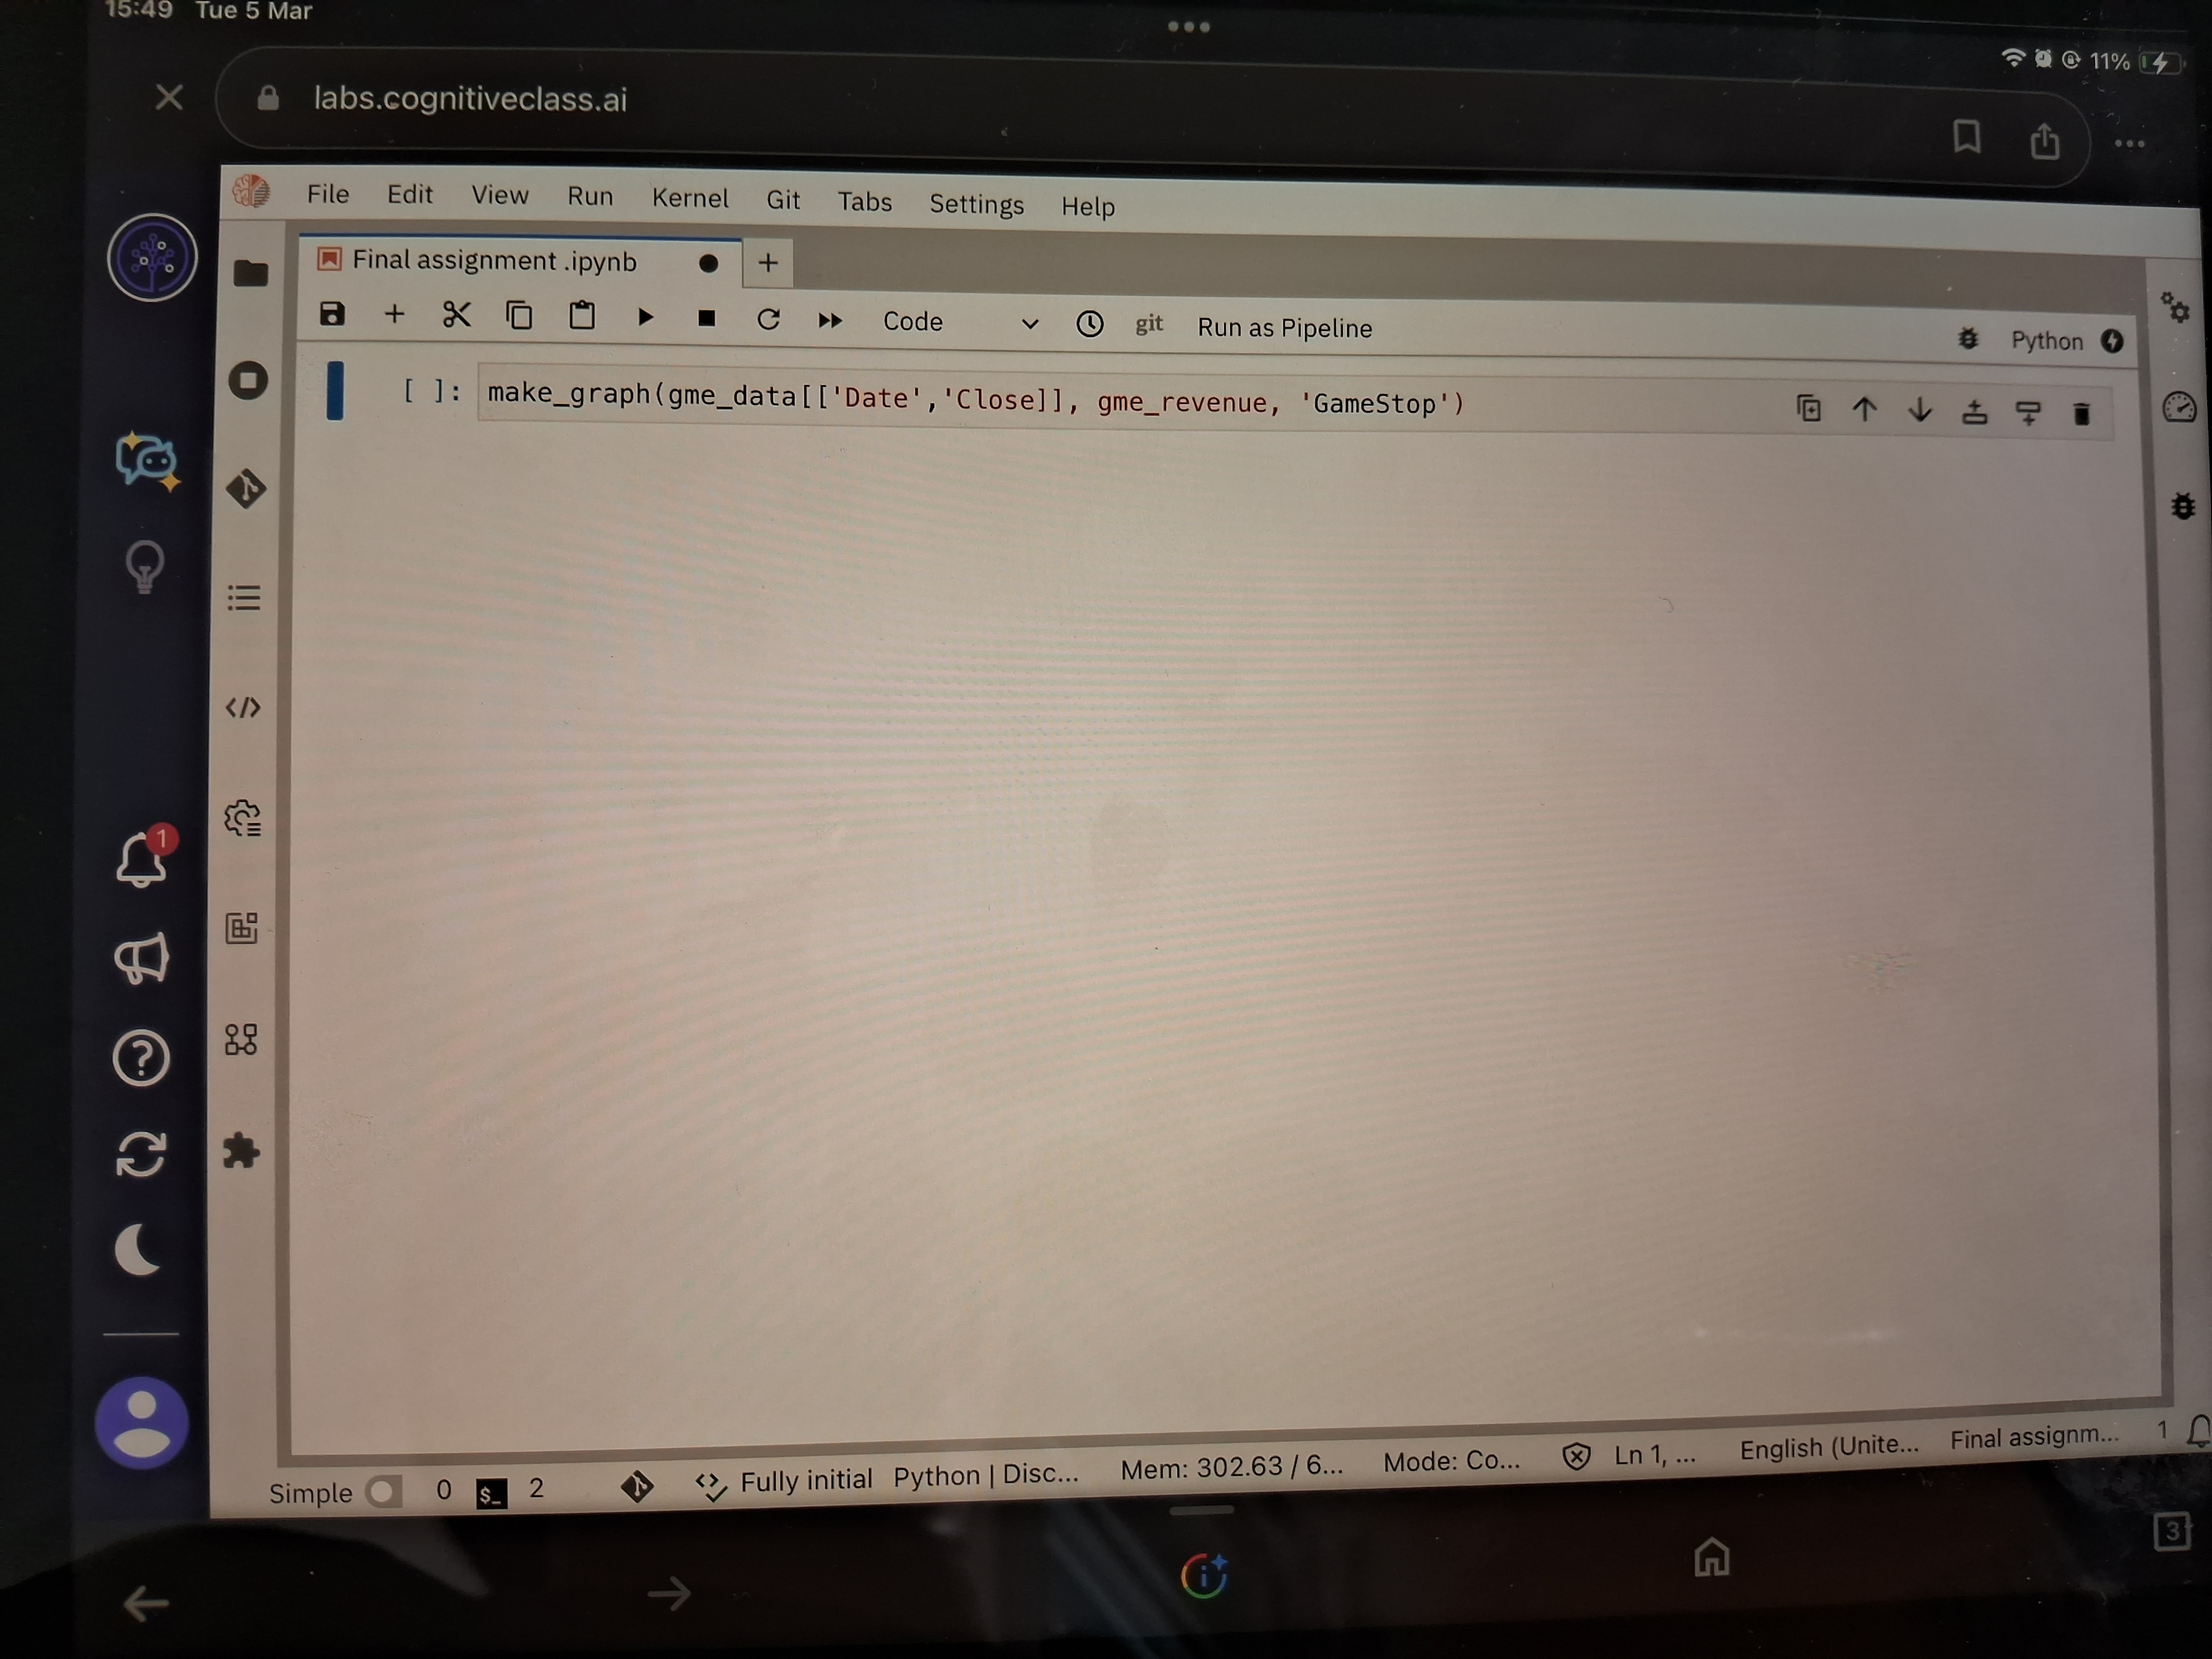 15:49 Tue 5 Mar
11%
labs.cognitiveclass.ai
File Edit View Run Kernel Git Tabs Settings Help
Final assignment .ipynb
Code git Run as Pipeline Python
[ ]: make_graph(gme_data[['Date','Close]], gme_revenue, 'GameStop')
1
Simple 0 $_ 2 Fully initial Python | Disc... Mem: 302.63 / 6... Mode: Co... Ln 1, ... English (Unite... Final assignm... 1
3